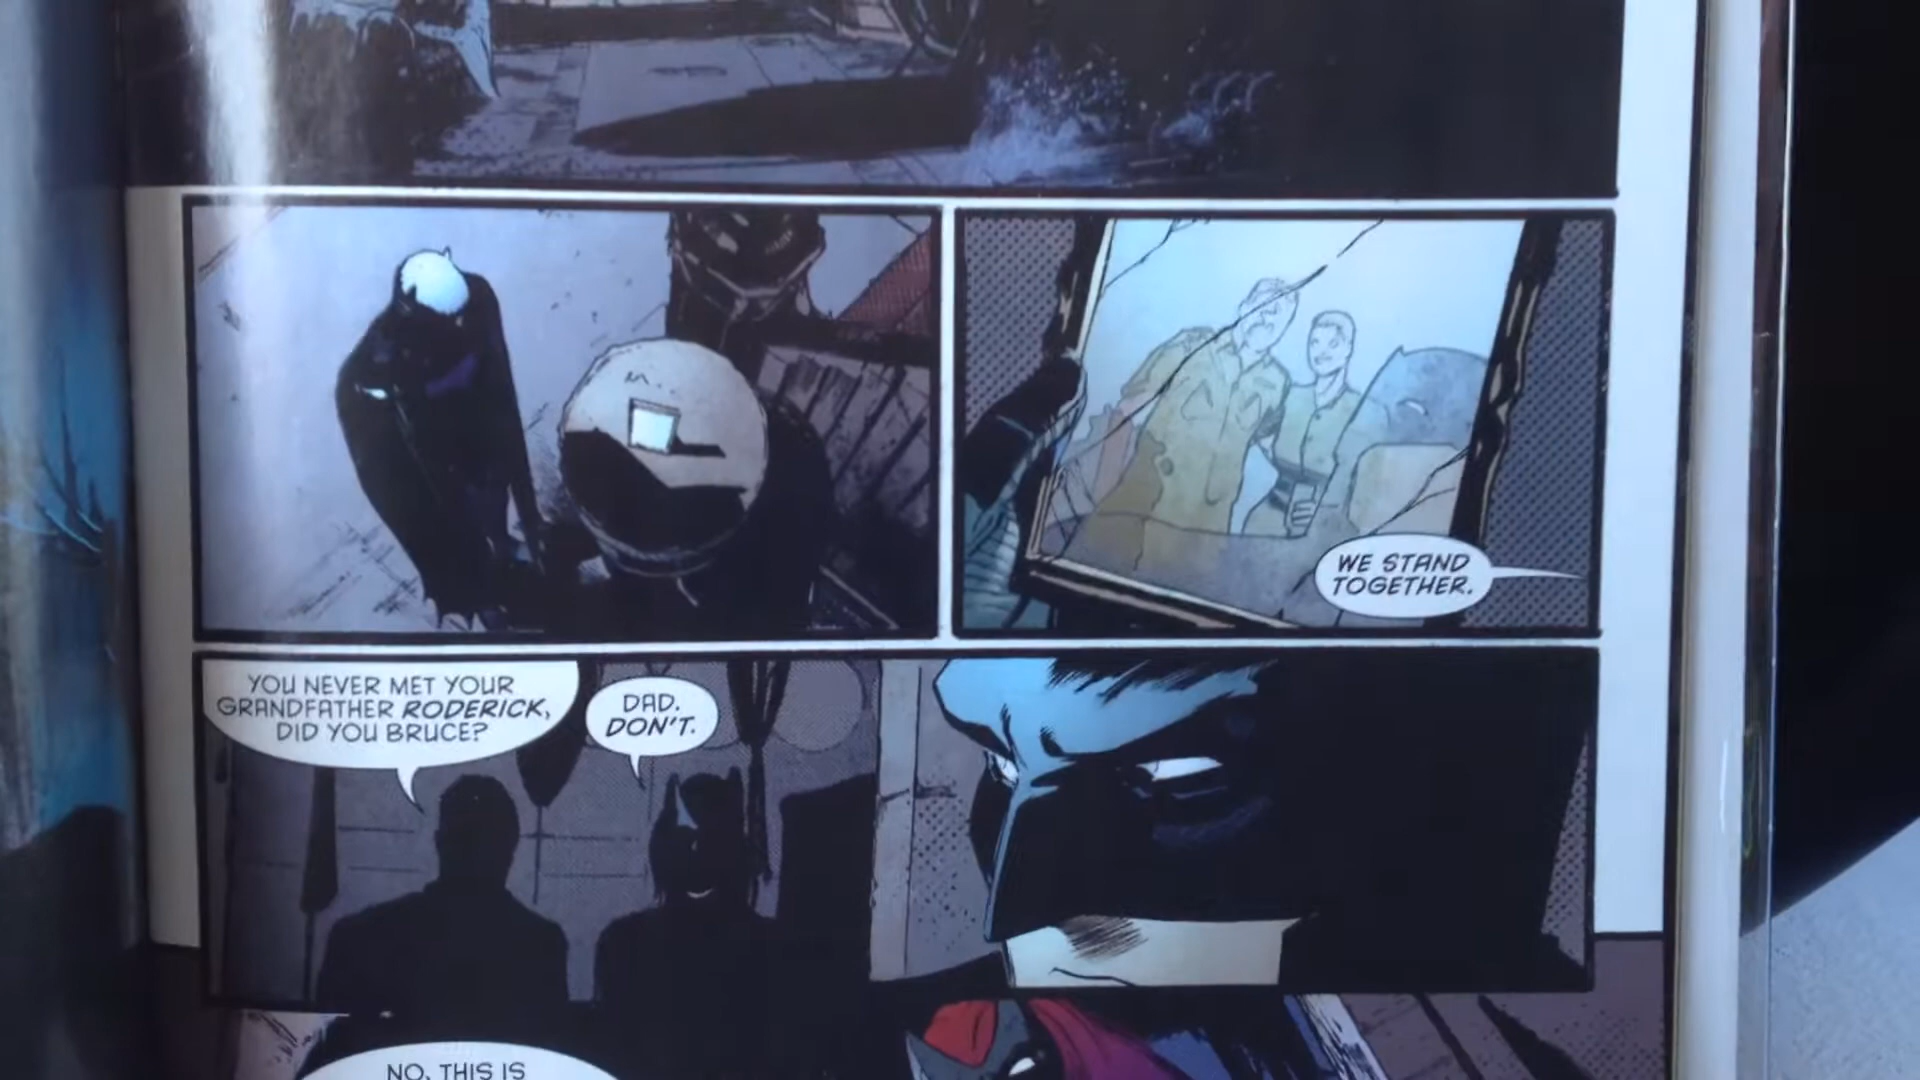 WE STAND
TOGETHER.
YOU NEVER MET YOUR
GRANDFATHER RODERICK,
DID YOU BRUCE?
DAD.
DON'T.
NO, THIS IS